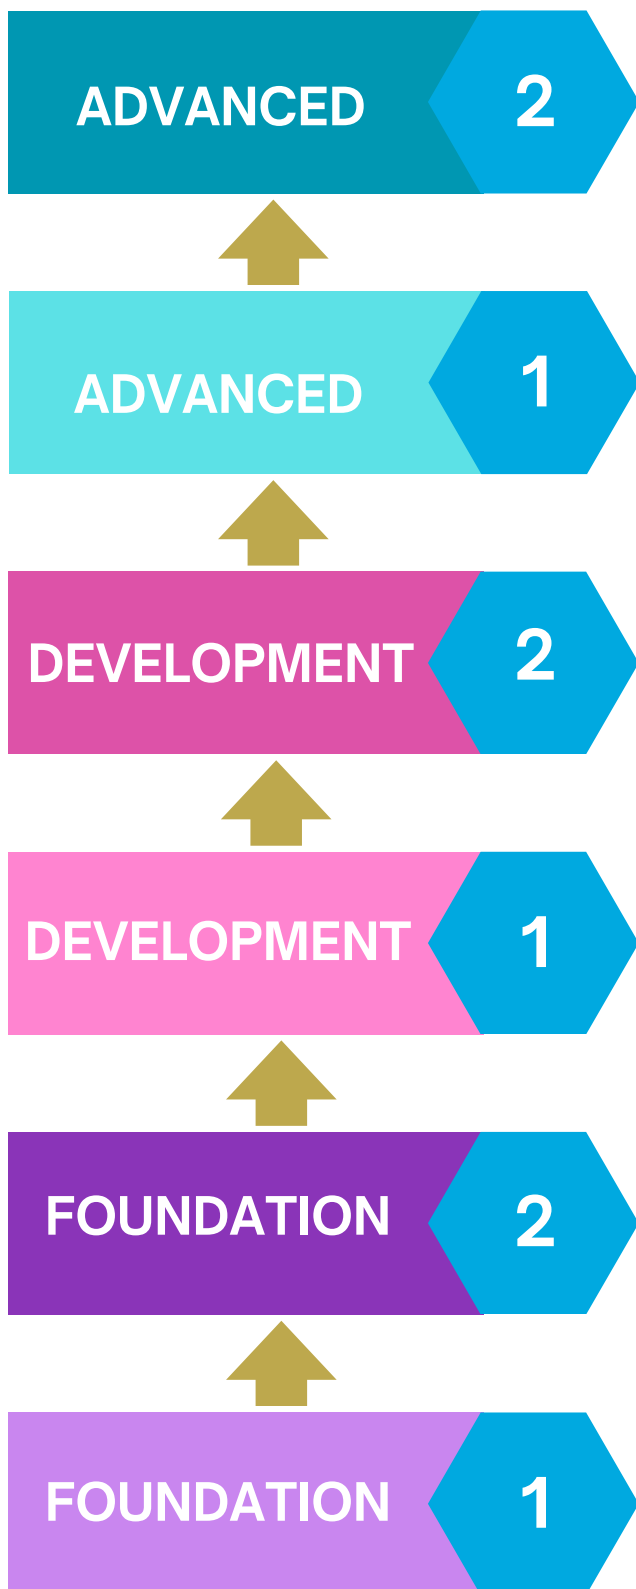 ADVANCED 2
ADVANCED 1
DEVELOPMENT 2
DEVELOPMENT 1
FOUNDATION 2
FOUNDATION 1